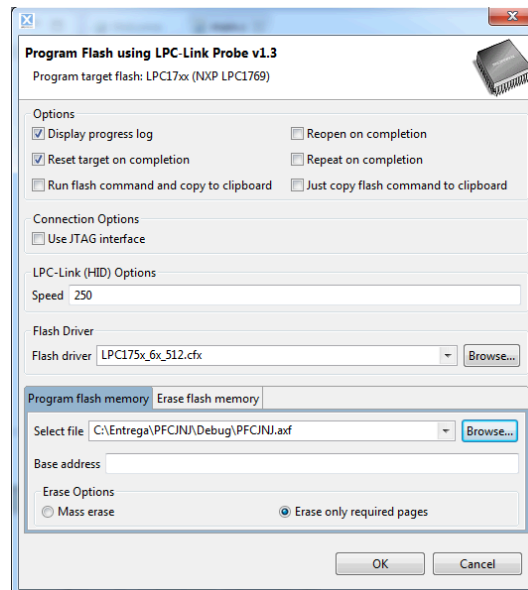 Program Flash using LPC-Link Probe v1.3
Program target flash: LPC17xx (NXP LPC1769)
Options
Display progress log
Reopen on completion
Reset target on completion
Repeat on completion
Run flash command and copy to clipboard
Just copy flash command to clipboard
Connection Options
Use JTAG interface
LPC-Link (HID) Options
Speed 250
Flash Driver
Flash driver LPC175x_6x_512.cfx Browse...
Program flash memory Erase flash memory
Select file C:\Entrega\PFCJNJ\Debug\PFCJNJ.axf Browse...
Base address
Erase Options
Mass erase Erase only required pages
OK Cancel